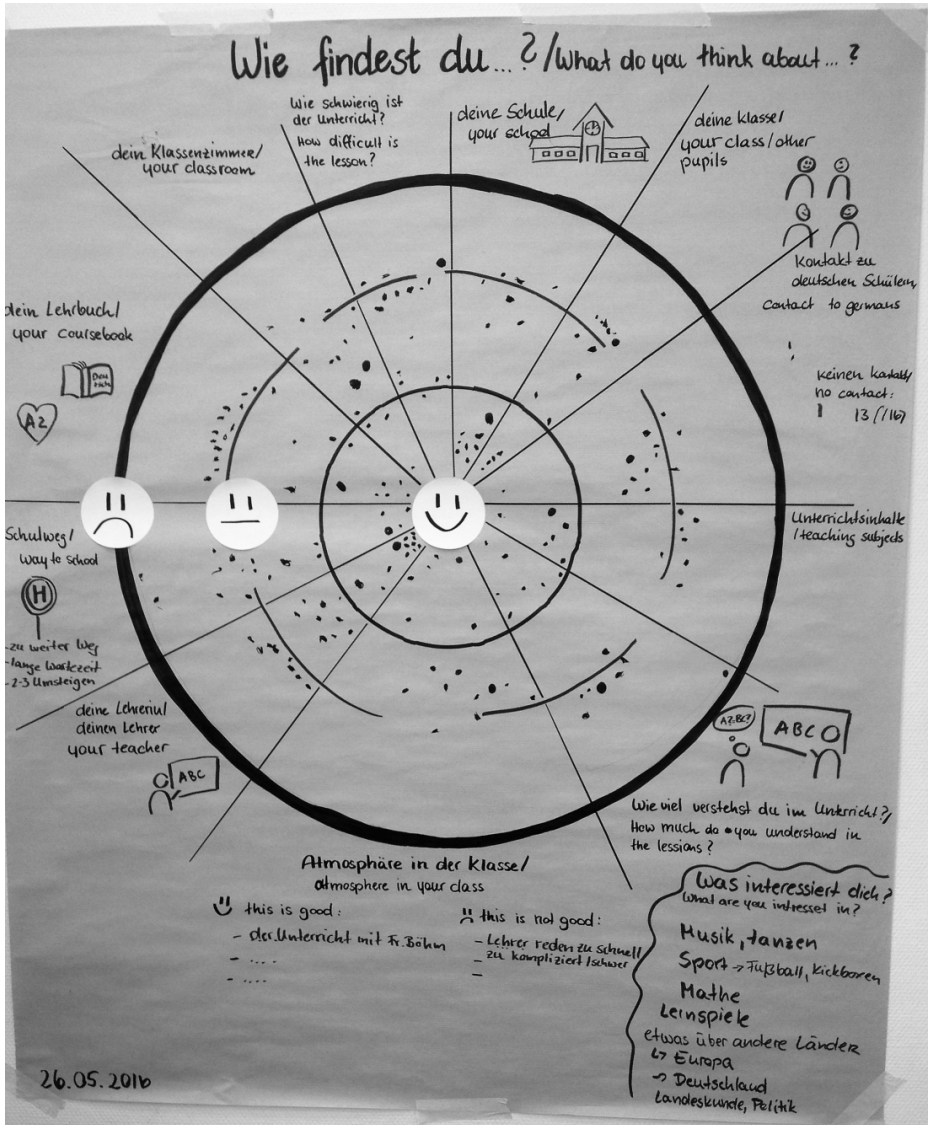 Wie findest du...?/What do you think about...?
Wie schwierig ist
der Unterricht?
How difficult is
the lesson?
deine Schule/
your school
deine Klasse/
your class/other
pupils
dein Klassenzimmer/
your classroom
Kontakt zu
deutschen Schülern,
contact to germans
keinen Kontakt/
no contact:
13 (/16)
dein Lehrbuch/
your coursebook
Deu
tsch
A2
Unterrichtsinhalte
/teaching subjects
Schulweg/
way to school
H
-zu weiter Weg
-lange Wartezeit
-2-3 Umsteigen
deine Lehrerin/
deinen Lehrer
your teacher
ABC
A?BC?
ABC
Wie viel verstehst du im Unterricht?/
How much do you understand in
the lessions?
Atmosphäre in der Klasse/
atmosphere in your class
this is good:
- der Unterricht mit Fr. Böhm
- ....
- ....
this is not good:
- Lehrer reden zu schnell/
- zu kompliziert/schwer
-
Was interessiert dich?
What are you intresset in?
Musik, tanzen
Sport → Fußball, Kickboxen
Mathe
Lernspiele
etwas über andere Länder
↳ Europa
→ Deutschland
Landeskunde, Politik
26.05.2016